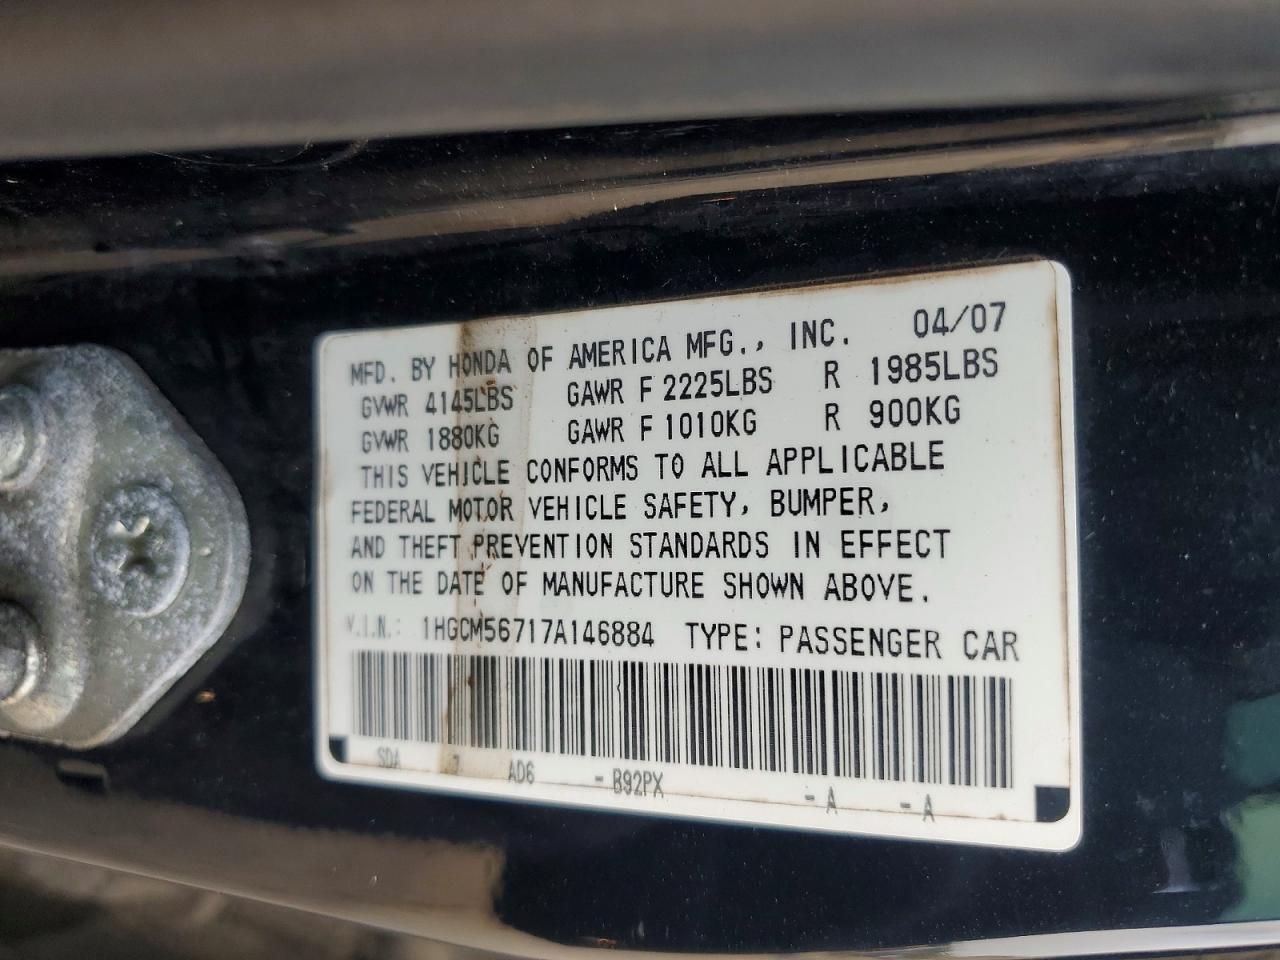 MFD. BY HONDA OF AMERICA MFG., INC. 04/07
GVWR 4145LBS GAWR F 2225LBS R 1985LBS
GVWR 1880KG GAWR F 1010KG R 900KG
THIS VEHICLE CONFORMS TO ALL APPLICABLE
FEDERAL MOTOR VEHICLE SAFETY, BUMPER,
AND THEFT PREVENTION STANDARDS IN EFFECT
ON THE DATE OF MANUFACTURE SHOWN ABOVE.
V.I.N.: 1HGCM56717A146884 TYPE: PASSENGER CAR
SDA 7 AD6 - B92PX - A - A